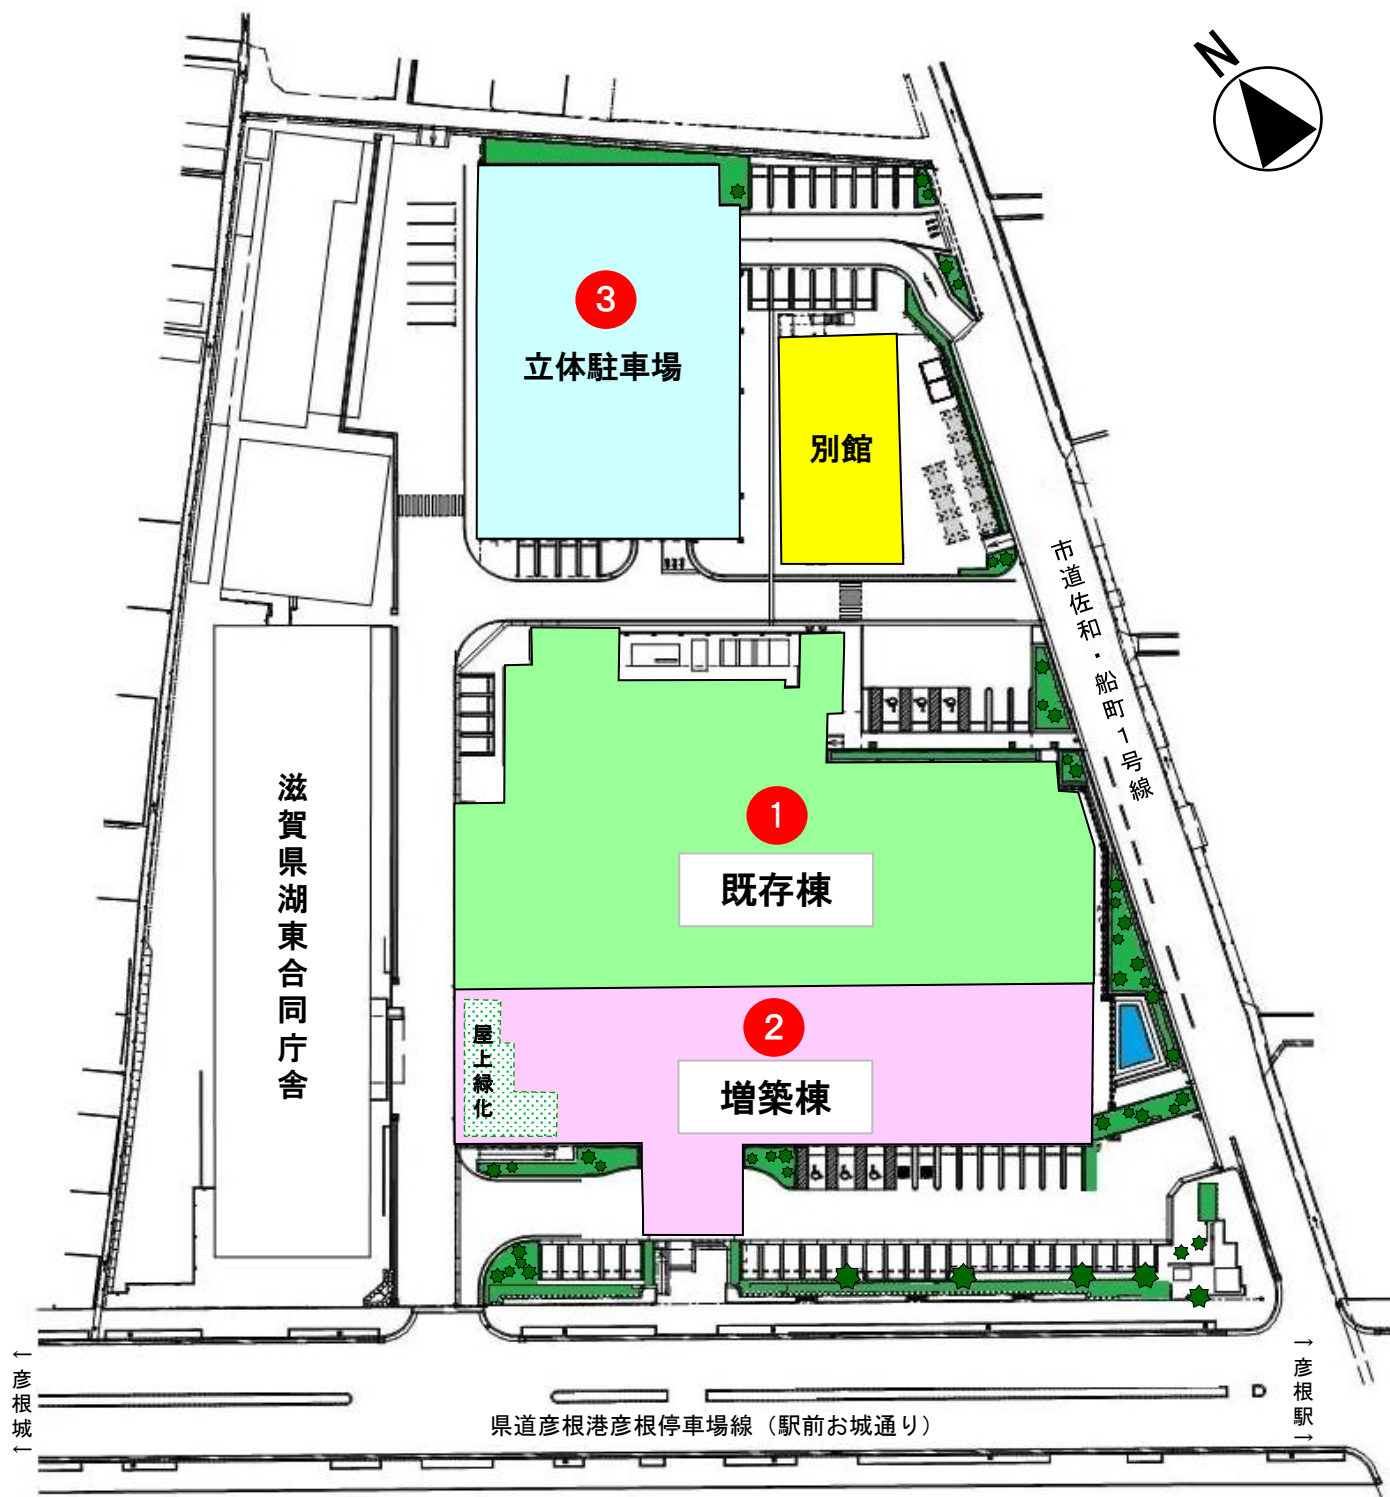 N
3
立体駐車場
別館
市道佐和・船町1号線
1
既存棟
滋賀県湖東合同庁舎
2
増築棟
屋上緑化
←彦根城←
→彦根駅→
県道彦根港彦根停車場線（駅前お城通り）